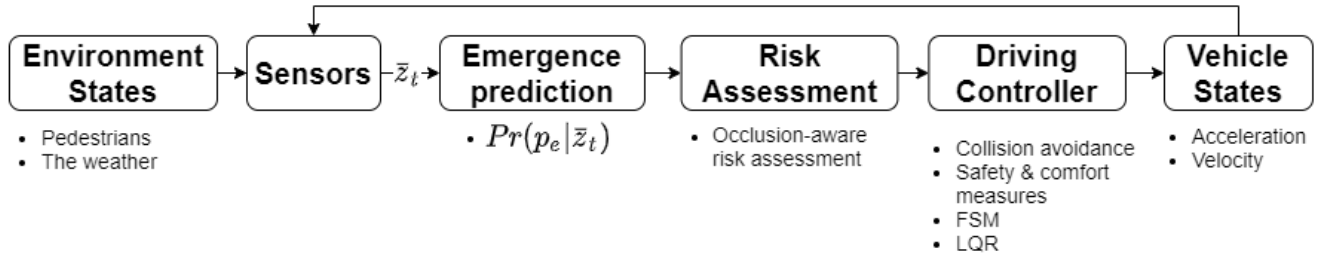 Environment
States
• Pedestrians
• The weather
Sensors
z̄ₜ
Emergence
prediction
• Pr(pₑ|z̄ₜ)
Risk
Assessment
• Occlusion-aware
risk assessment
Driving
Controller
• Collision avoidance
• Safety & comfort
measures
• FSM
• LQR
Vehicle
States
• Acceleration
• Velocity